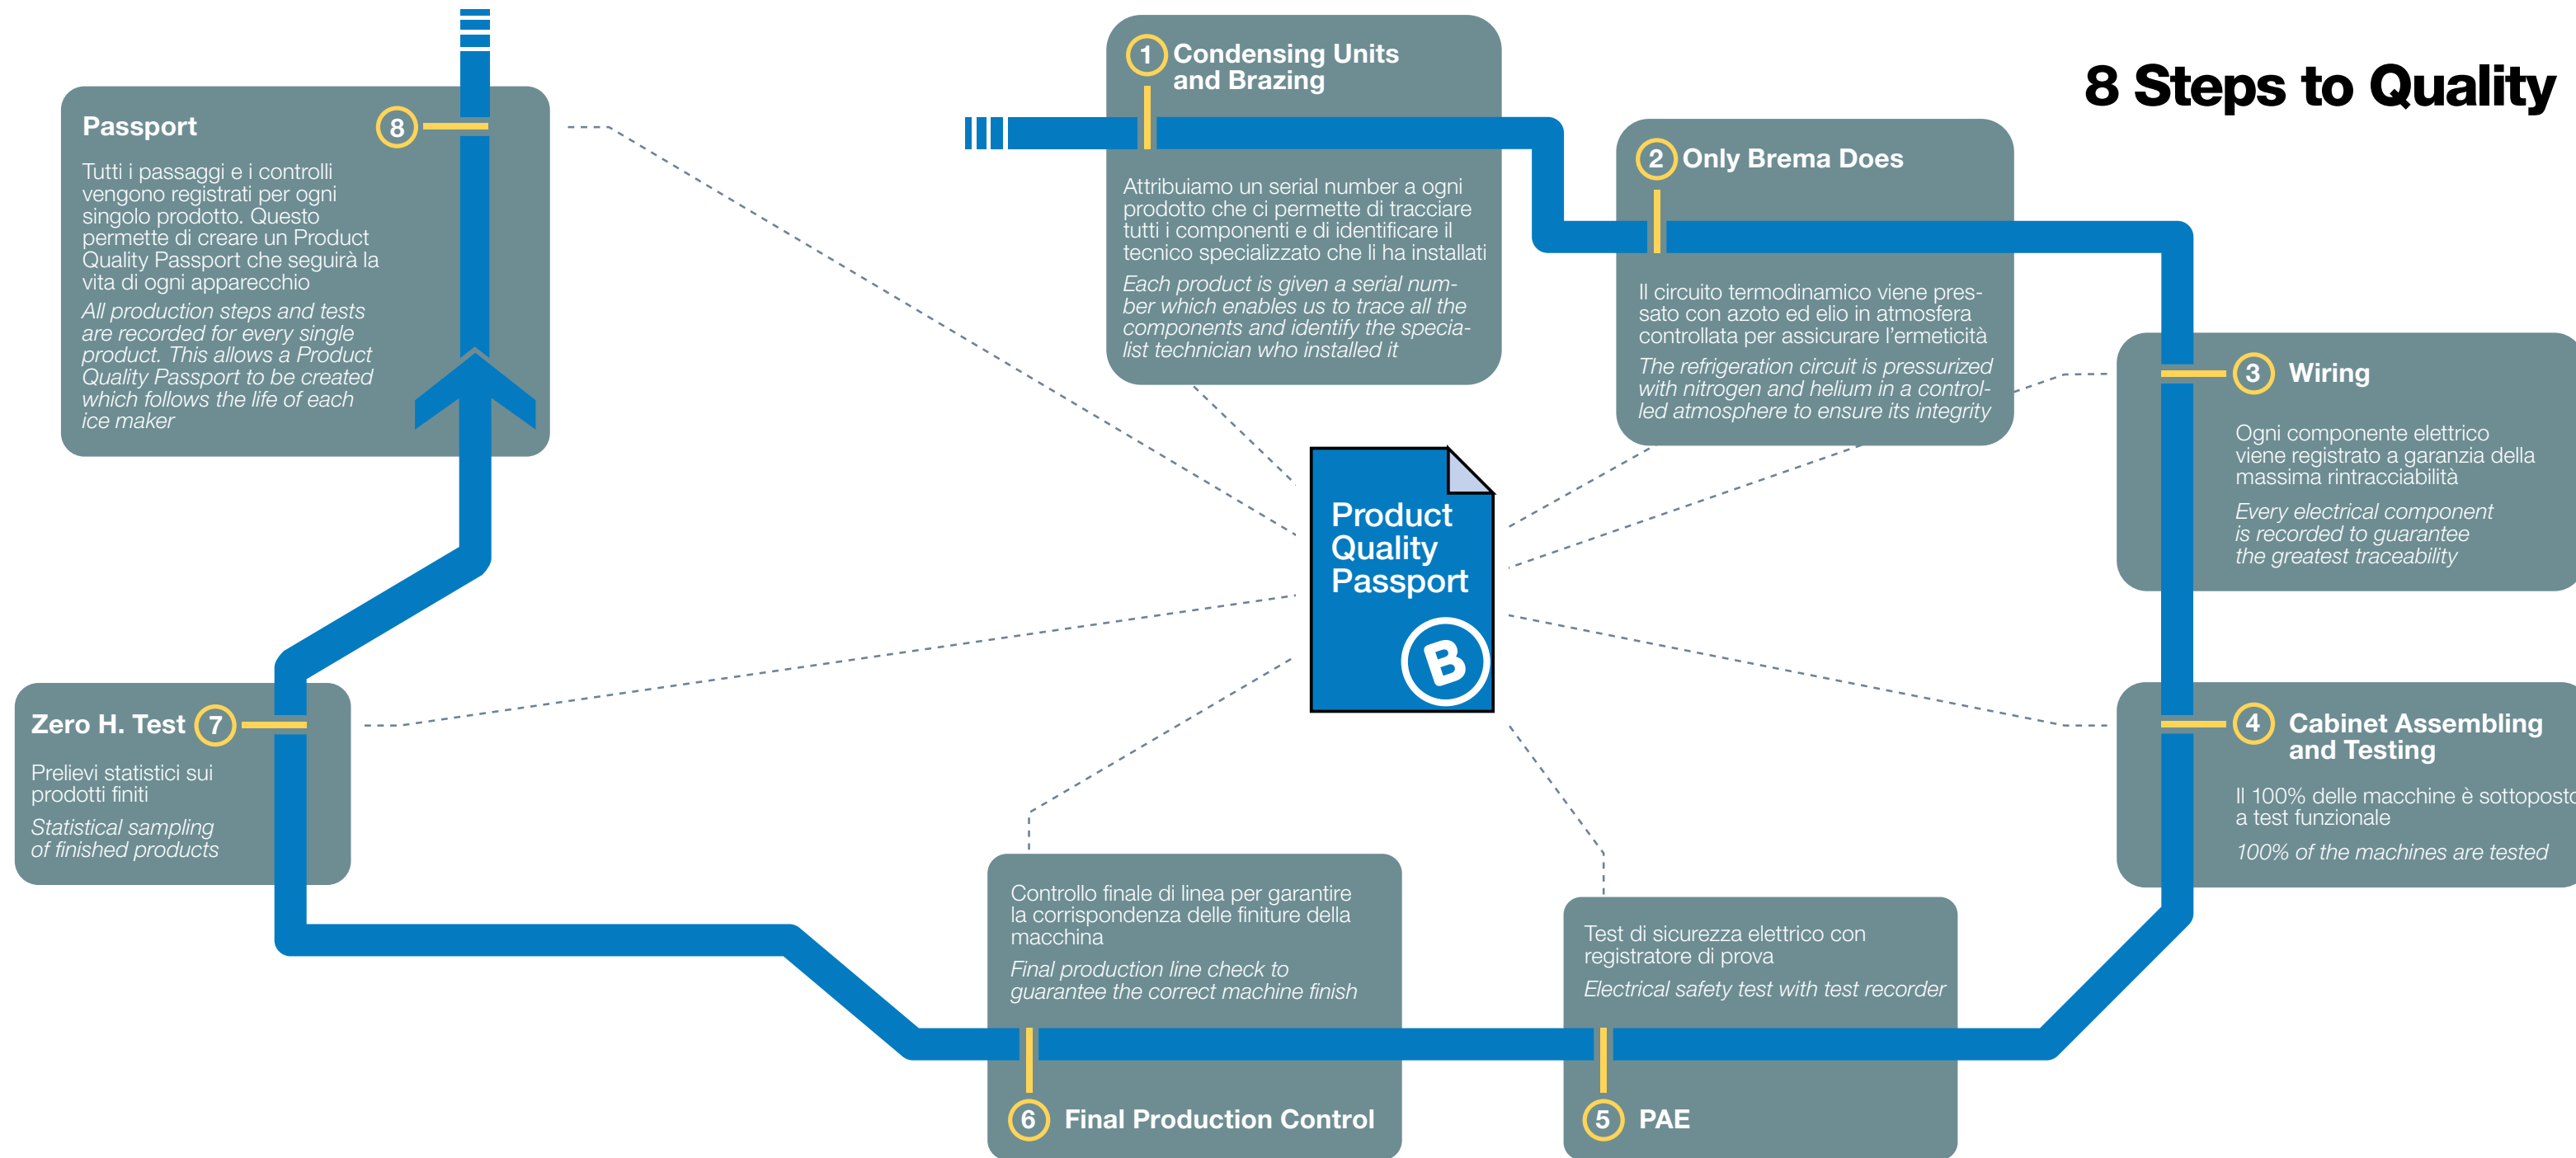 8 Steps to Quality
1 Condensing Units
and Brazing
Attribuiamo un serial number a ogni
prodotto che ci permette di tracciare
tutti i componenti e di identificare il
tecnico specializzato che li ha installati
Each product is given a serial num-
ber which enables us to trace all the
components and identify the specia-
list technician who installed it
2 Only Brema Does
Il circuito termodinamico viene pres-
sato con azoto ed elio in atmosfera
controllata per assicurare l'ermeticità
The refrigeration circuit is pressurized
with nitrogen and helium in a control-
led atmosphere to ensure its integrity
3 Wiring
Ogni componente elettrico
viene registrato a garanzia della
massima rintracciabilità
Every electrical component
is recorded to guarantee
the greatest traceability
4 Cabinet Assembling
and Testing
Il 100% delle macchine è sottoposto
a test funzionale
100% of the machines are tested
Test di sicurezza elettrico con
registratore di prova
Electrical safety test with test recorder
5 PAE
Controllo finale di linea per garantire
la corrispondenza delle finiture della
macchina
Final production line check to
guarantee the correct machine finish
6 Final Production Control
Zero H. Test 7
Prelievi statistici sui
prodotti finiti
Statistical sampling
of finished products
Passport 8
Tutti i passaggi e i controlli
vengono registrati per ogni
singolo prodotto. Questo
permette di creare un Product
Quality Passport che seguirà la
vita di ogni apparecchio
All production steps and tests
are recorded for every single
product. This allows a Product
Quality Passport to be created
which follows the life of each
ice maker
Product
Quality
Passport
B